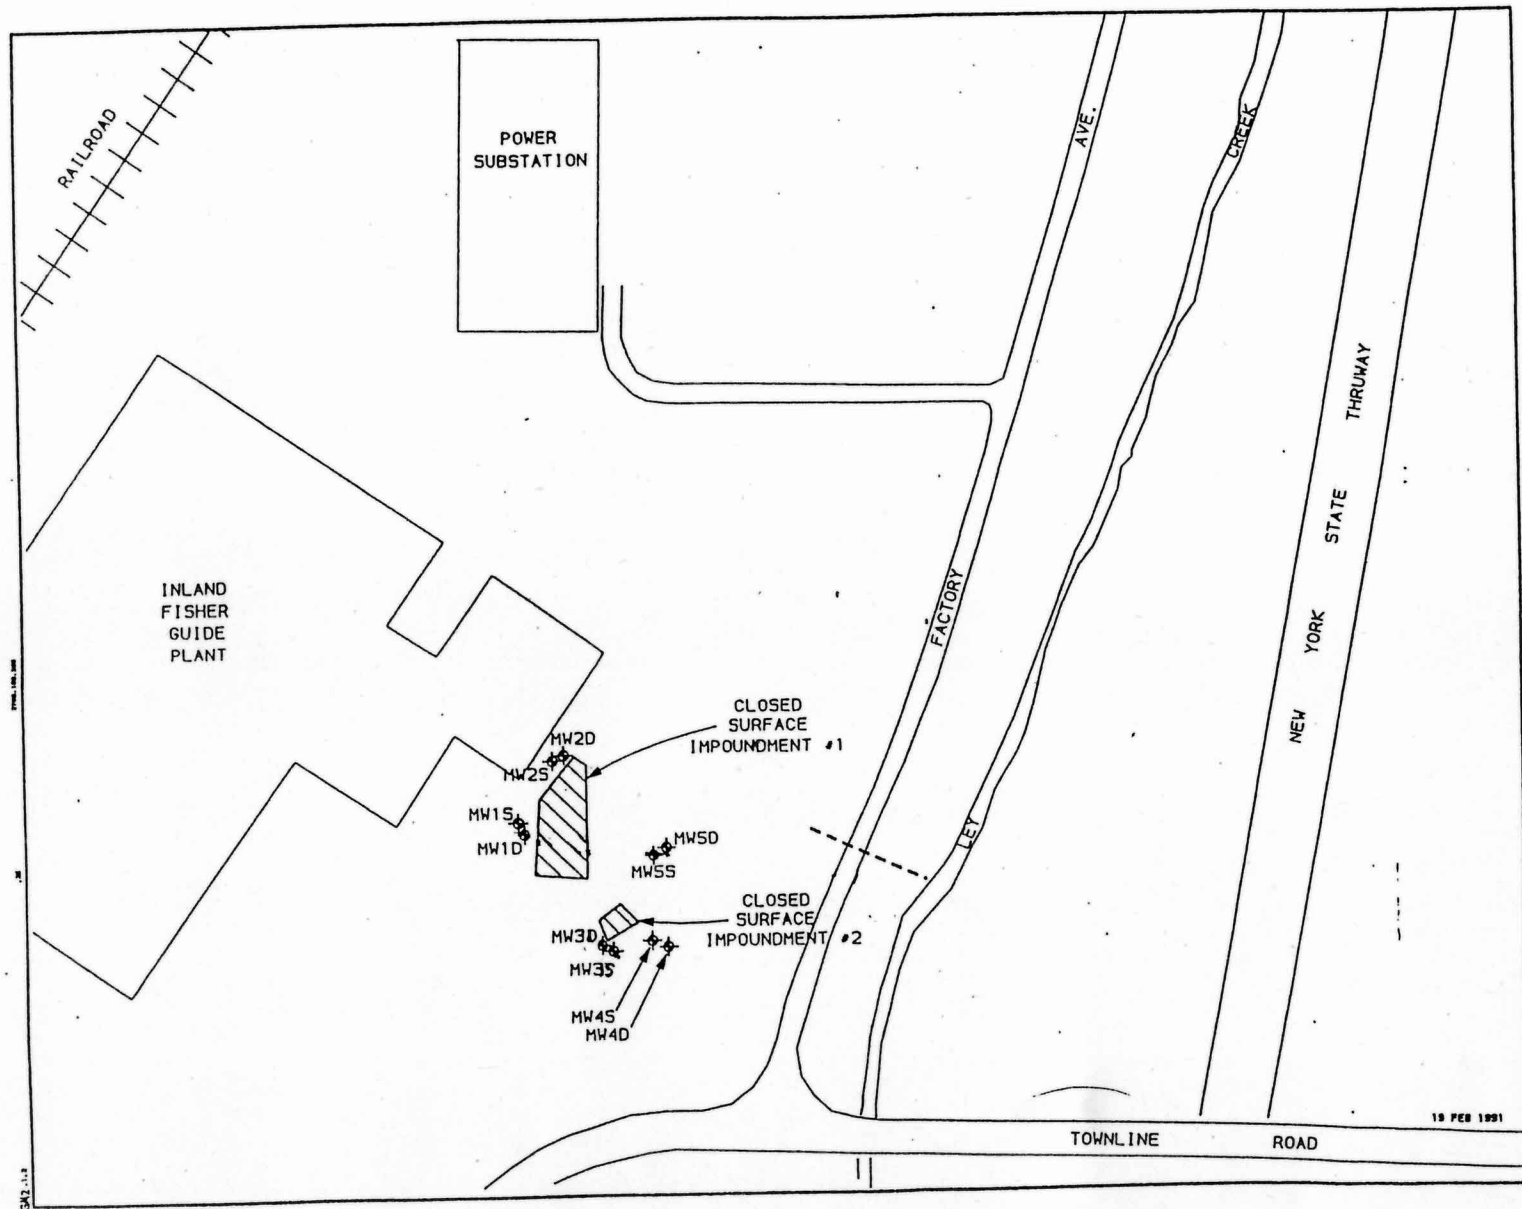 RAILROAD
POWER
SUBSTATION
AVE.
CREEK
THRUWAY
STATE
YORK
NEW
FACTORY
INLAND
FISHER
GUIDE
PLANT
CLOSED
SURFACE
IMPOUNDMENT #1
MW2D
MW2S
MW1S
MW1D
MW5D
MW5S
LEY
CLOSED
SURFACE
IMPOUNDMENT #2
MW3D
MW3S
MW4S
MW4D
19 FEB 1991
TOWNLINE ROAD